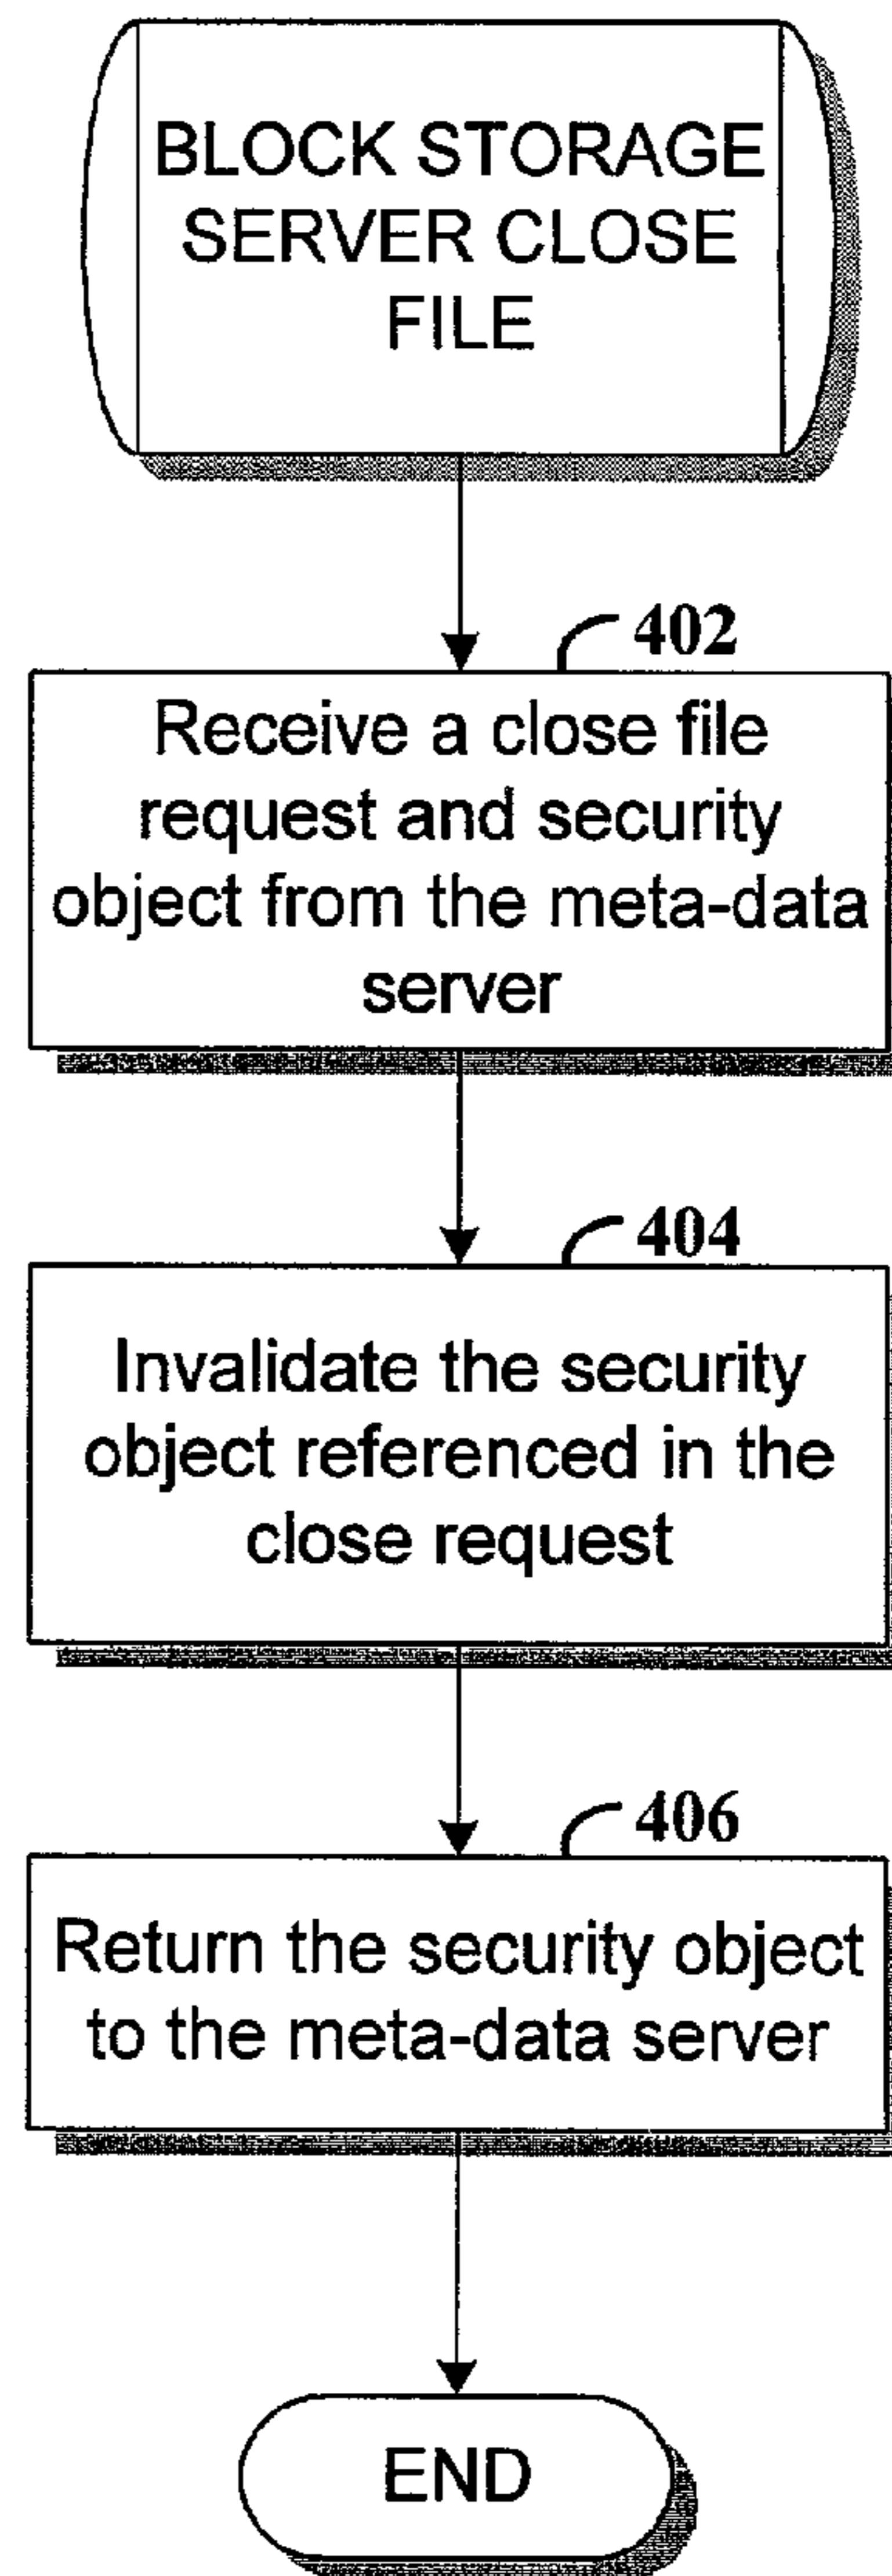 BLOCK STORAGE
SERVER CLOSE
FILE
402
Receive a close file
request and security
object from the meta-data
server
404
Invalidate the security
object referenced in the
close request
406
Return the security object
to the meta-data server
END